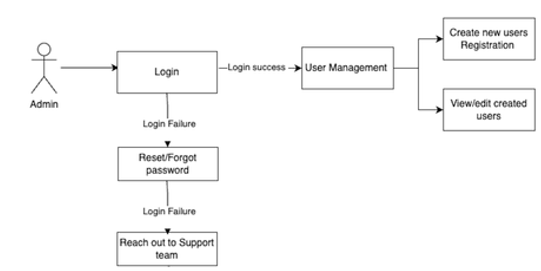 Create new users
Registration
Login
Login success
User Management
Admin
View/edit created
users
Login Failure
Reset/Forgot
password
Login Failure
Reach out to Support
team